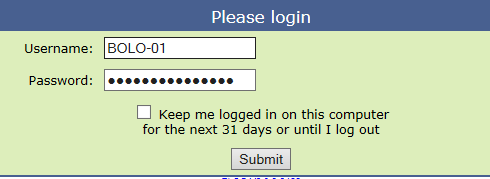 Please login
Username: BOLO-01
Password: ●●●●●●●●●●●●●●●
Keep me logged in on this computer
for the next 31 days or until I log out
Submit